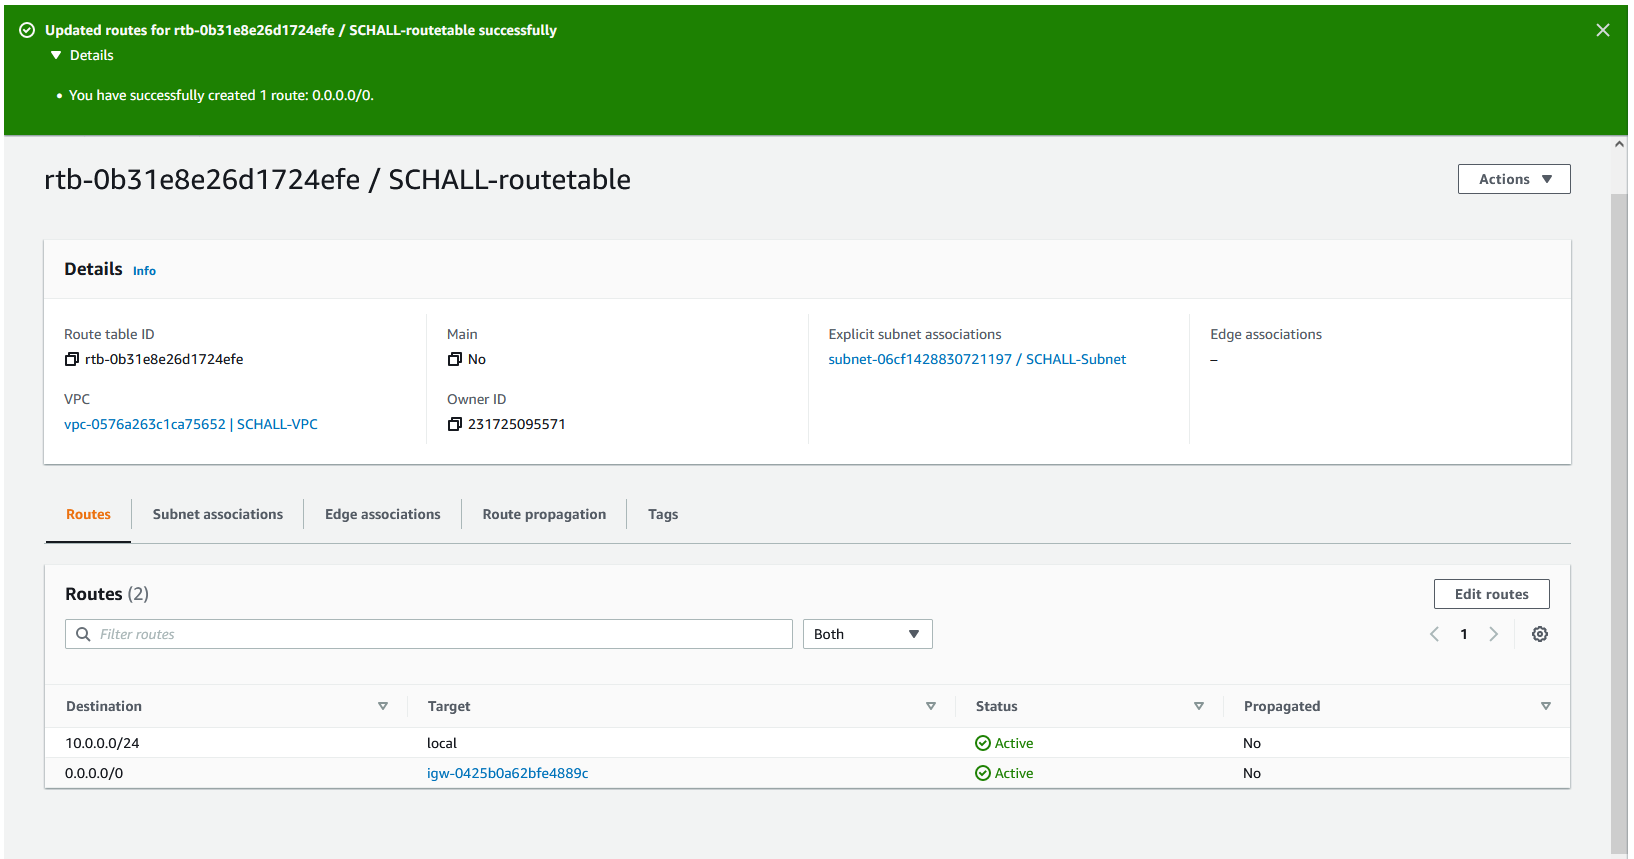 Updated routes for rtb-0b31e8e26d1724efe / SCHALL-routetable successfully
Details
• You have successfully created 1 route: 0.0.0.0/0.
rtb-0b31e8e26d1724efe / SCHALL-routetable
Actions
Details Info
Route table ID
rtb-0b31e8e26d1724efe
Main
No
Explicit subnet associations
subnet-06cf1428830721197 / SCHALL-Subnet
Edge associations
–
VPC
vpc-0576a263c1ca75652 | SCHALL-VPC
Owner ID
231725095571
Routes Subnet associations Edge associations Route propagation Tags
Routes (2)
Edit routes
Filter routes
Both
1
Destination Target Status Propagated
10.0.0.0/24 local Active No
0.0.0.0/0 igw-0425b0a62bfe4889c Active No